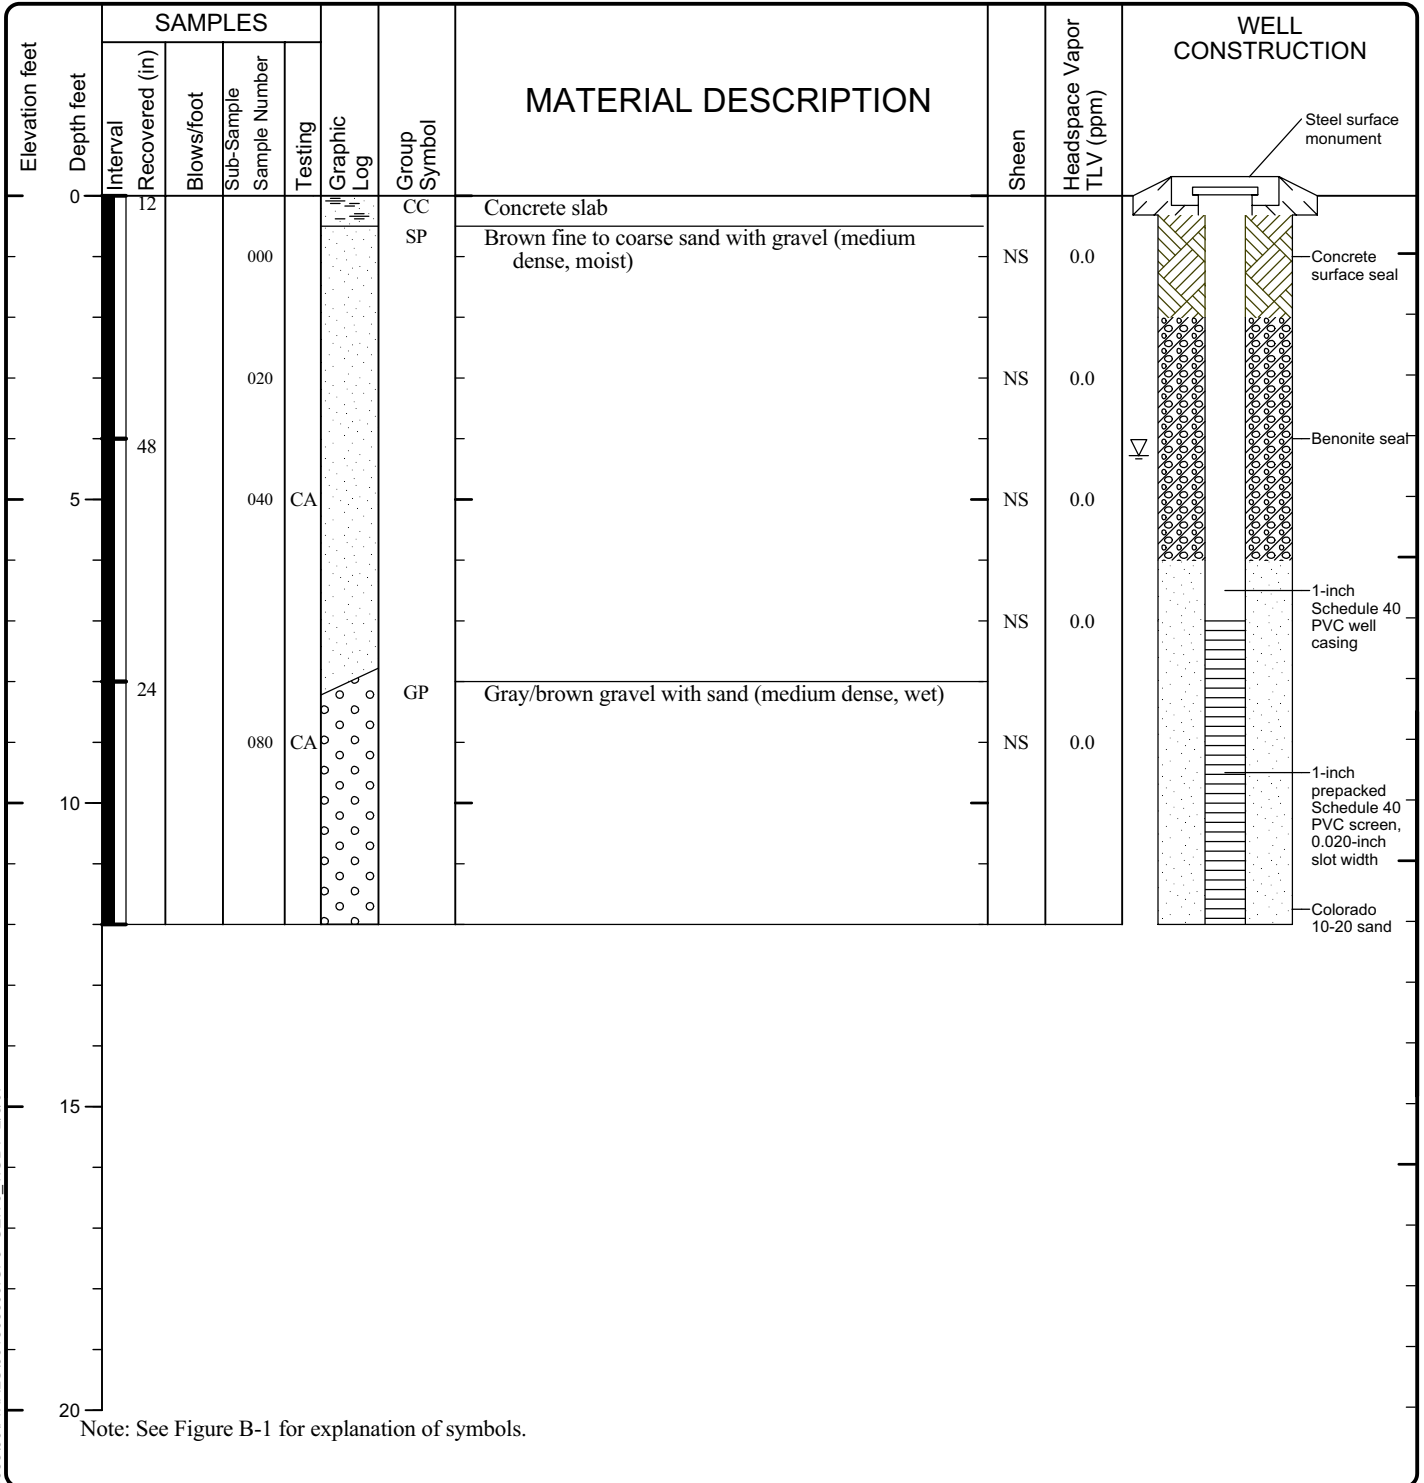 SAMPLES
Elevation feet
Depth feet
Interval
Recovered (in)
Blows/foot
Sub-Sample
Sample Number
Testing
Graphic
Log
Group
Symbol
MATERIAL DESCRIPTION
Sheen
Headspace Vapor
TLV (ppm)
WELL
CONSTRUCTION
Steel surface
monument
0
12
CC
Concrete slab
SP
Brown fine to coarse sand with gravel (medium
dense, moist)
000
NS
0.0
Concrete
surface seal
020
NS
0.0
48
Benonite seal
5
040
CA
NS
0.0
1-inch
Schedule 40
PVC well
casing
NS
0.0
24
GP
Gray/brown gravel with sand (medium dense, wet)
080
CA
NS
0.0
1-inch
prepacked
Schedule 40
PVC screen,
0.020-inch
slot width
10
Colorado
10-20 sand
15
20
Note: See Figure B-1 for explanation of symbols.